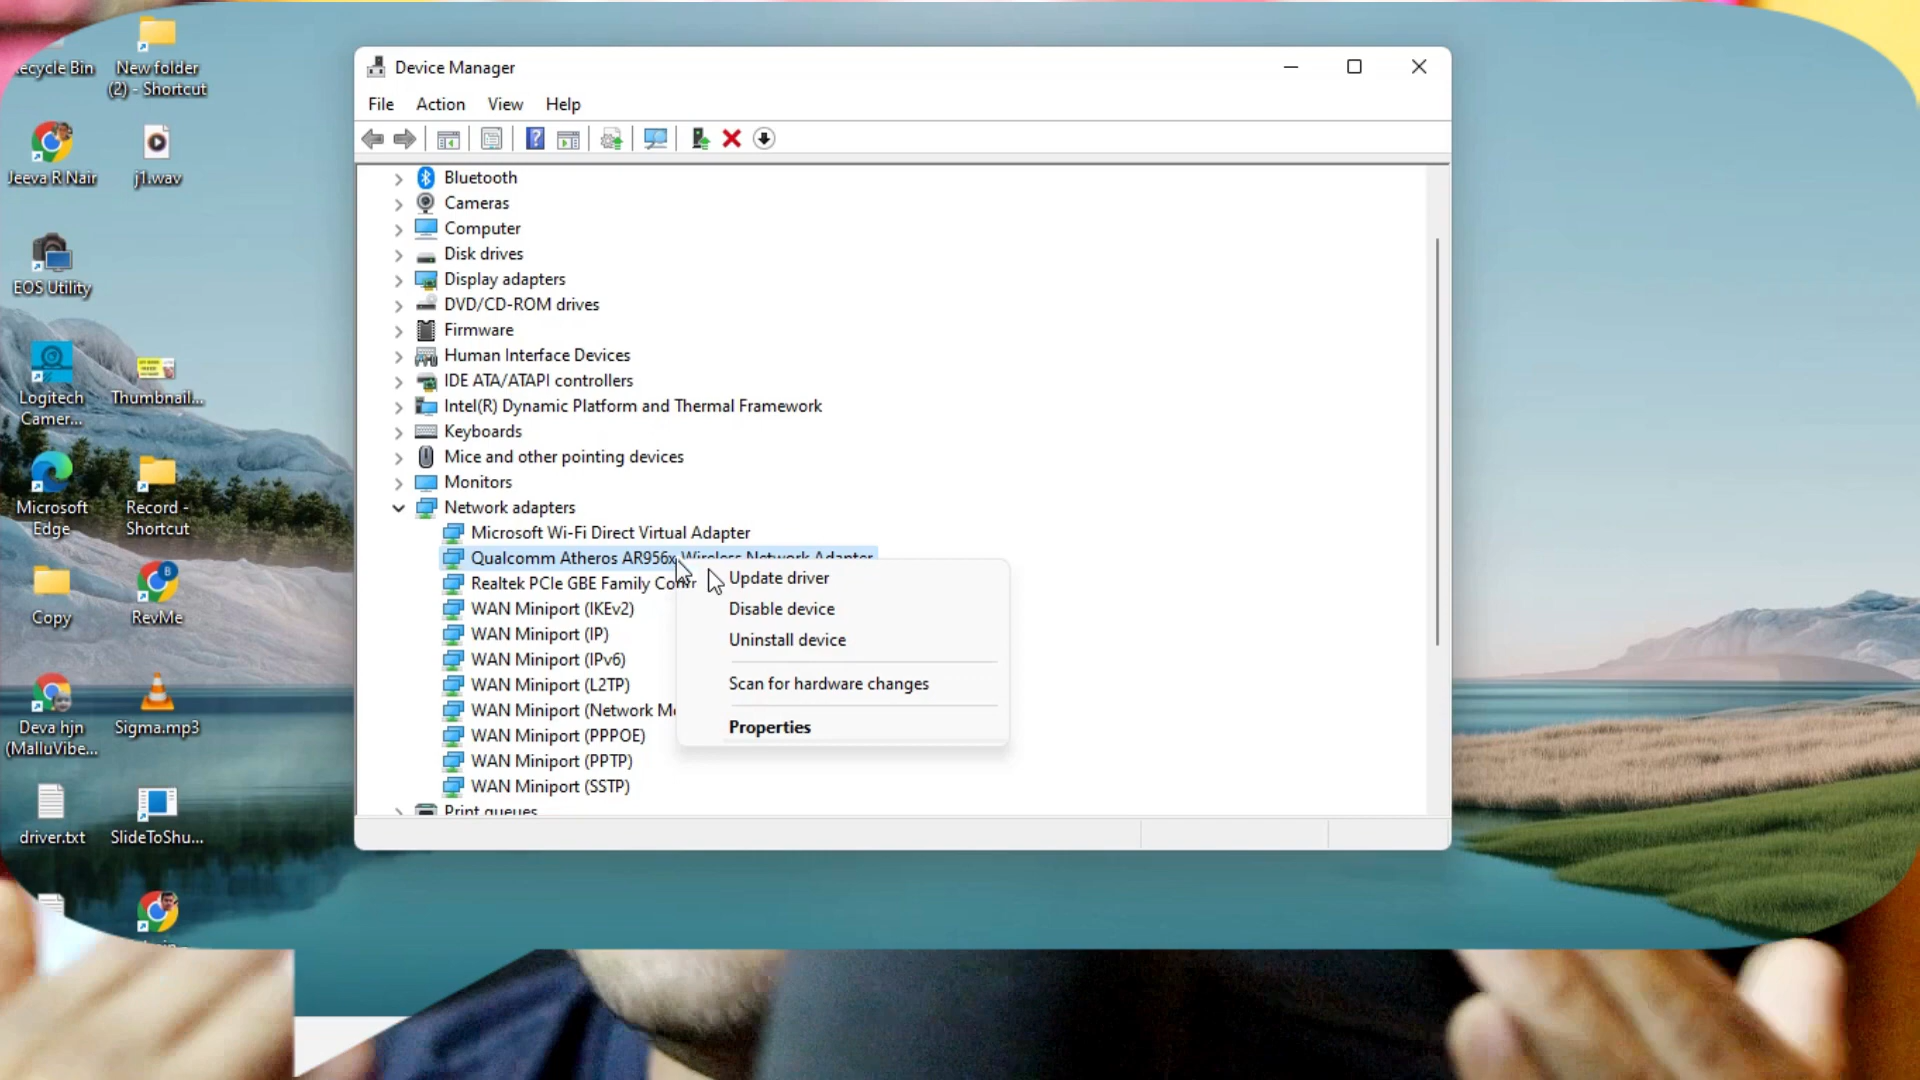 ecycle Bin
New folder
(2) - Shortcut
Jeeva R Nair
j1.wav
EOS Utility
Logitech
Camer...
Thumbnail...
Microsoft
Edge
Record -
Shortcut
Copy
RevMe
Deva hjn
(MalluVibe...
Sigma.mp3
driver.txt
SlideToShu...
Device Manager
File Action View Help
Bluetooth
Cameras
Computer
Disk drives
Display adapters
DVD/CD-ROM drives
Firmware
Human Interface Devices
IDE ATA/ATAPI controllers
Intel(R) Dynamic Platform and Thermal Framework
Keyboards
Mice and other pointing devices
Monitors
Network adapters
Microsoft Wi-Fi Direct Virtual Adapter
Qualcomm Atheros AR956x Wireless Network Adapter
Realtek PCIe GBE Family
WAN Miniport (IKEv2)
WAN Miniport (IP)
WAN Miniport (IPv6)
WAN Miniport (L2TP)
WAN Miniport (Network M
WAN Miniport (PPPOE)
WAN Miniport (PPTP)
WAN Miniport (SSTP)
Print queues
Update driver
Disable device
Uninstall device
Scan for hardware changes
Properties